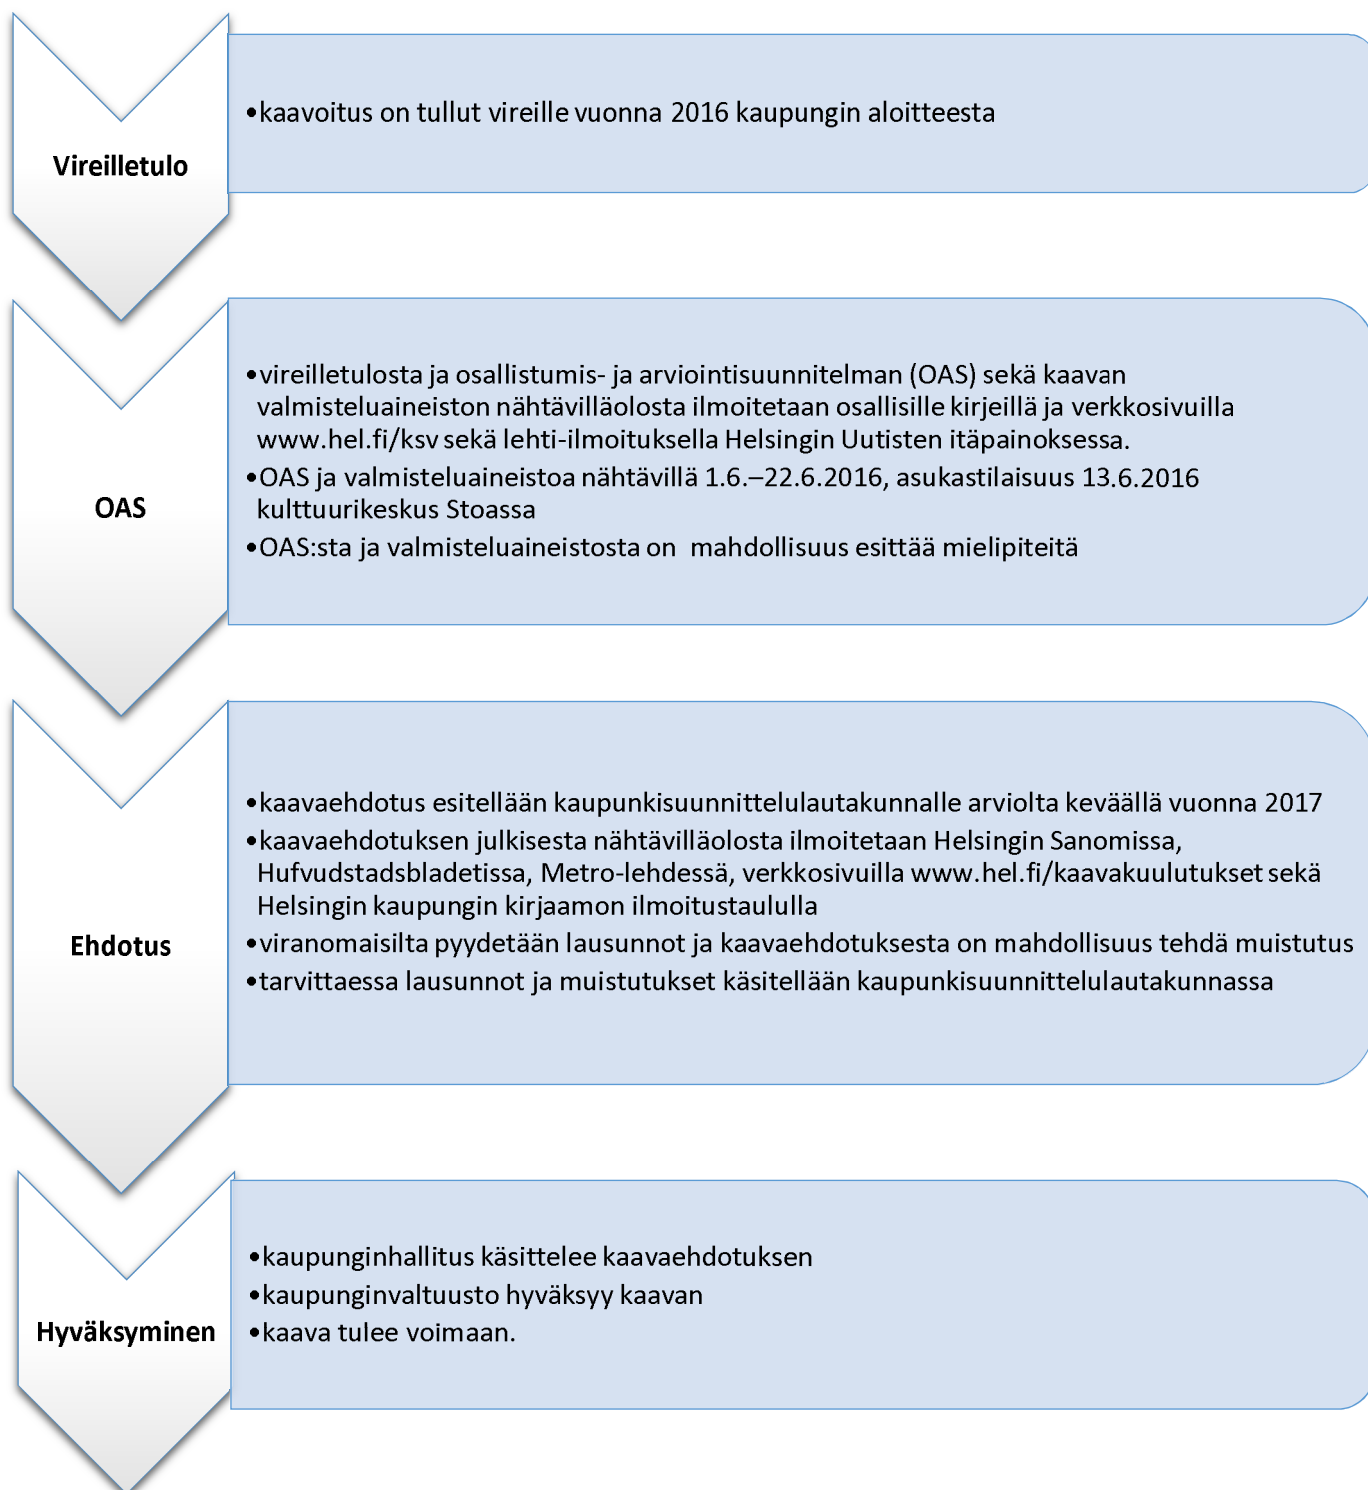 Vireilletulo
•kaavoitus on tullut vireille vuonna 2016 kaupungin aloitteesta
OAS
•vireilletulosta ja osallistumis- ja arviointisuunnitelman (OAS) sekä kaavan
valmisteluaineiston nähtävilläolosta ilmoitetaan osallisille kirjeillä ja verkkosivuilla
www.hel.fi/ksv sekä lehti-ilmoituksella Helsingin Uutisten itäpainoksessa.
•OAS ja valmisteluaineistoa nähtävillä 1.6.–22.6.2016, asukastilaisuus 13.6.2016
kulttuurikeskus Stoassa
•OAS:sta ja valmisteluaineistosta on  mahdollisuus esittää mielipiteitä
Ehdotus
•kaavaehdotus esitellään kaupunkisuunnittelulautakunnalle arviolta keväällä vuonna 2017
•kaavaehdotuksen julkisesta nähtävilläolosta ilmoitetaan Helsingin Sanomissa,
Hufvudstadsbladetissa, Metro-lehdessä, verkkosivuilla www.hel.fi/kaavakuulutukset sekä
Helsingin kaupungin kirjaamon ilmoitustaululla
•viranomaisilta pyydetään lausunnot ja kaavaehdotuksesta on mahdollisuus tehdä muistutus
•tarvittaessa lausunnot ja muistutukset käsitellään kaupunkisuunnittelulautakunnassa
Hyväksyminen
•kaupunginhallitus käsittelee kaavaehdotuksen
•kaupunginvaltuusto hyväksyy kaavan
•kaava tulee voimaan.